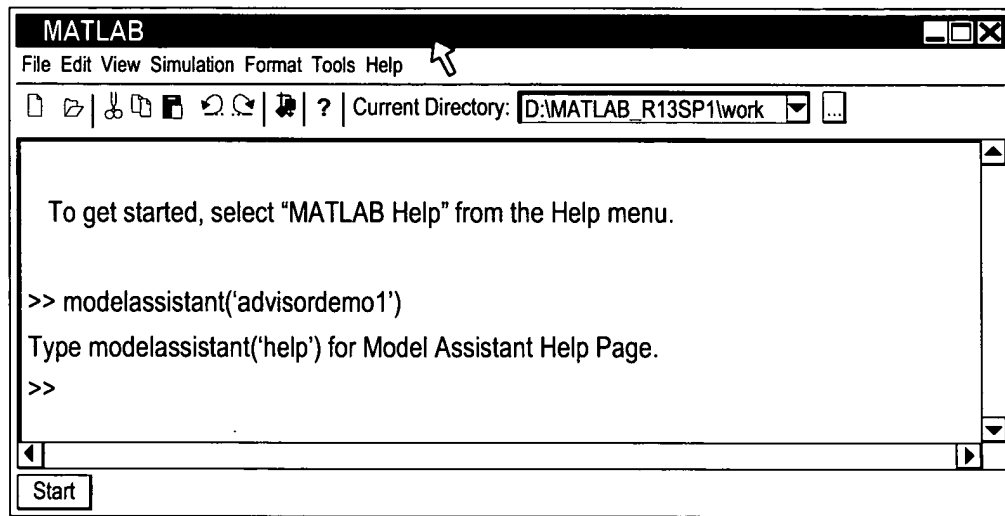 MATLAB
File Edit View Simulation Format Tools Help
? Current Directory: D:\MATLAB_R13SP1\work ...
To get started, select “MATLAB Help” from the Help menu.
>> modelassistant(‘advisordemo1’)
Type modelassistant(‘help’) for Model Assistant Help Page.
>>
Start